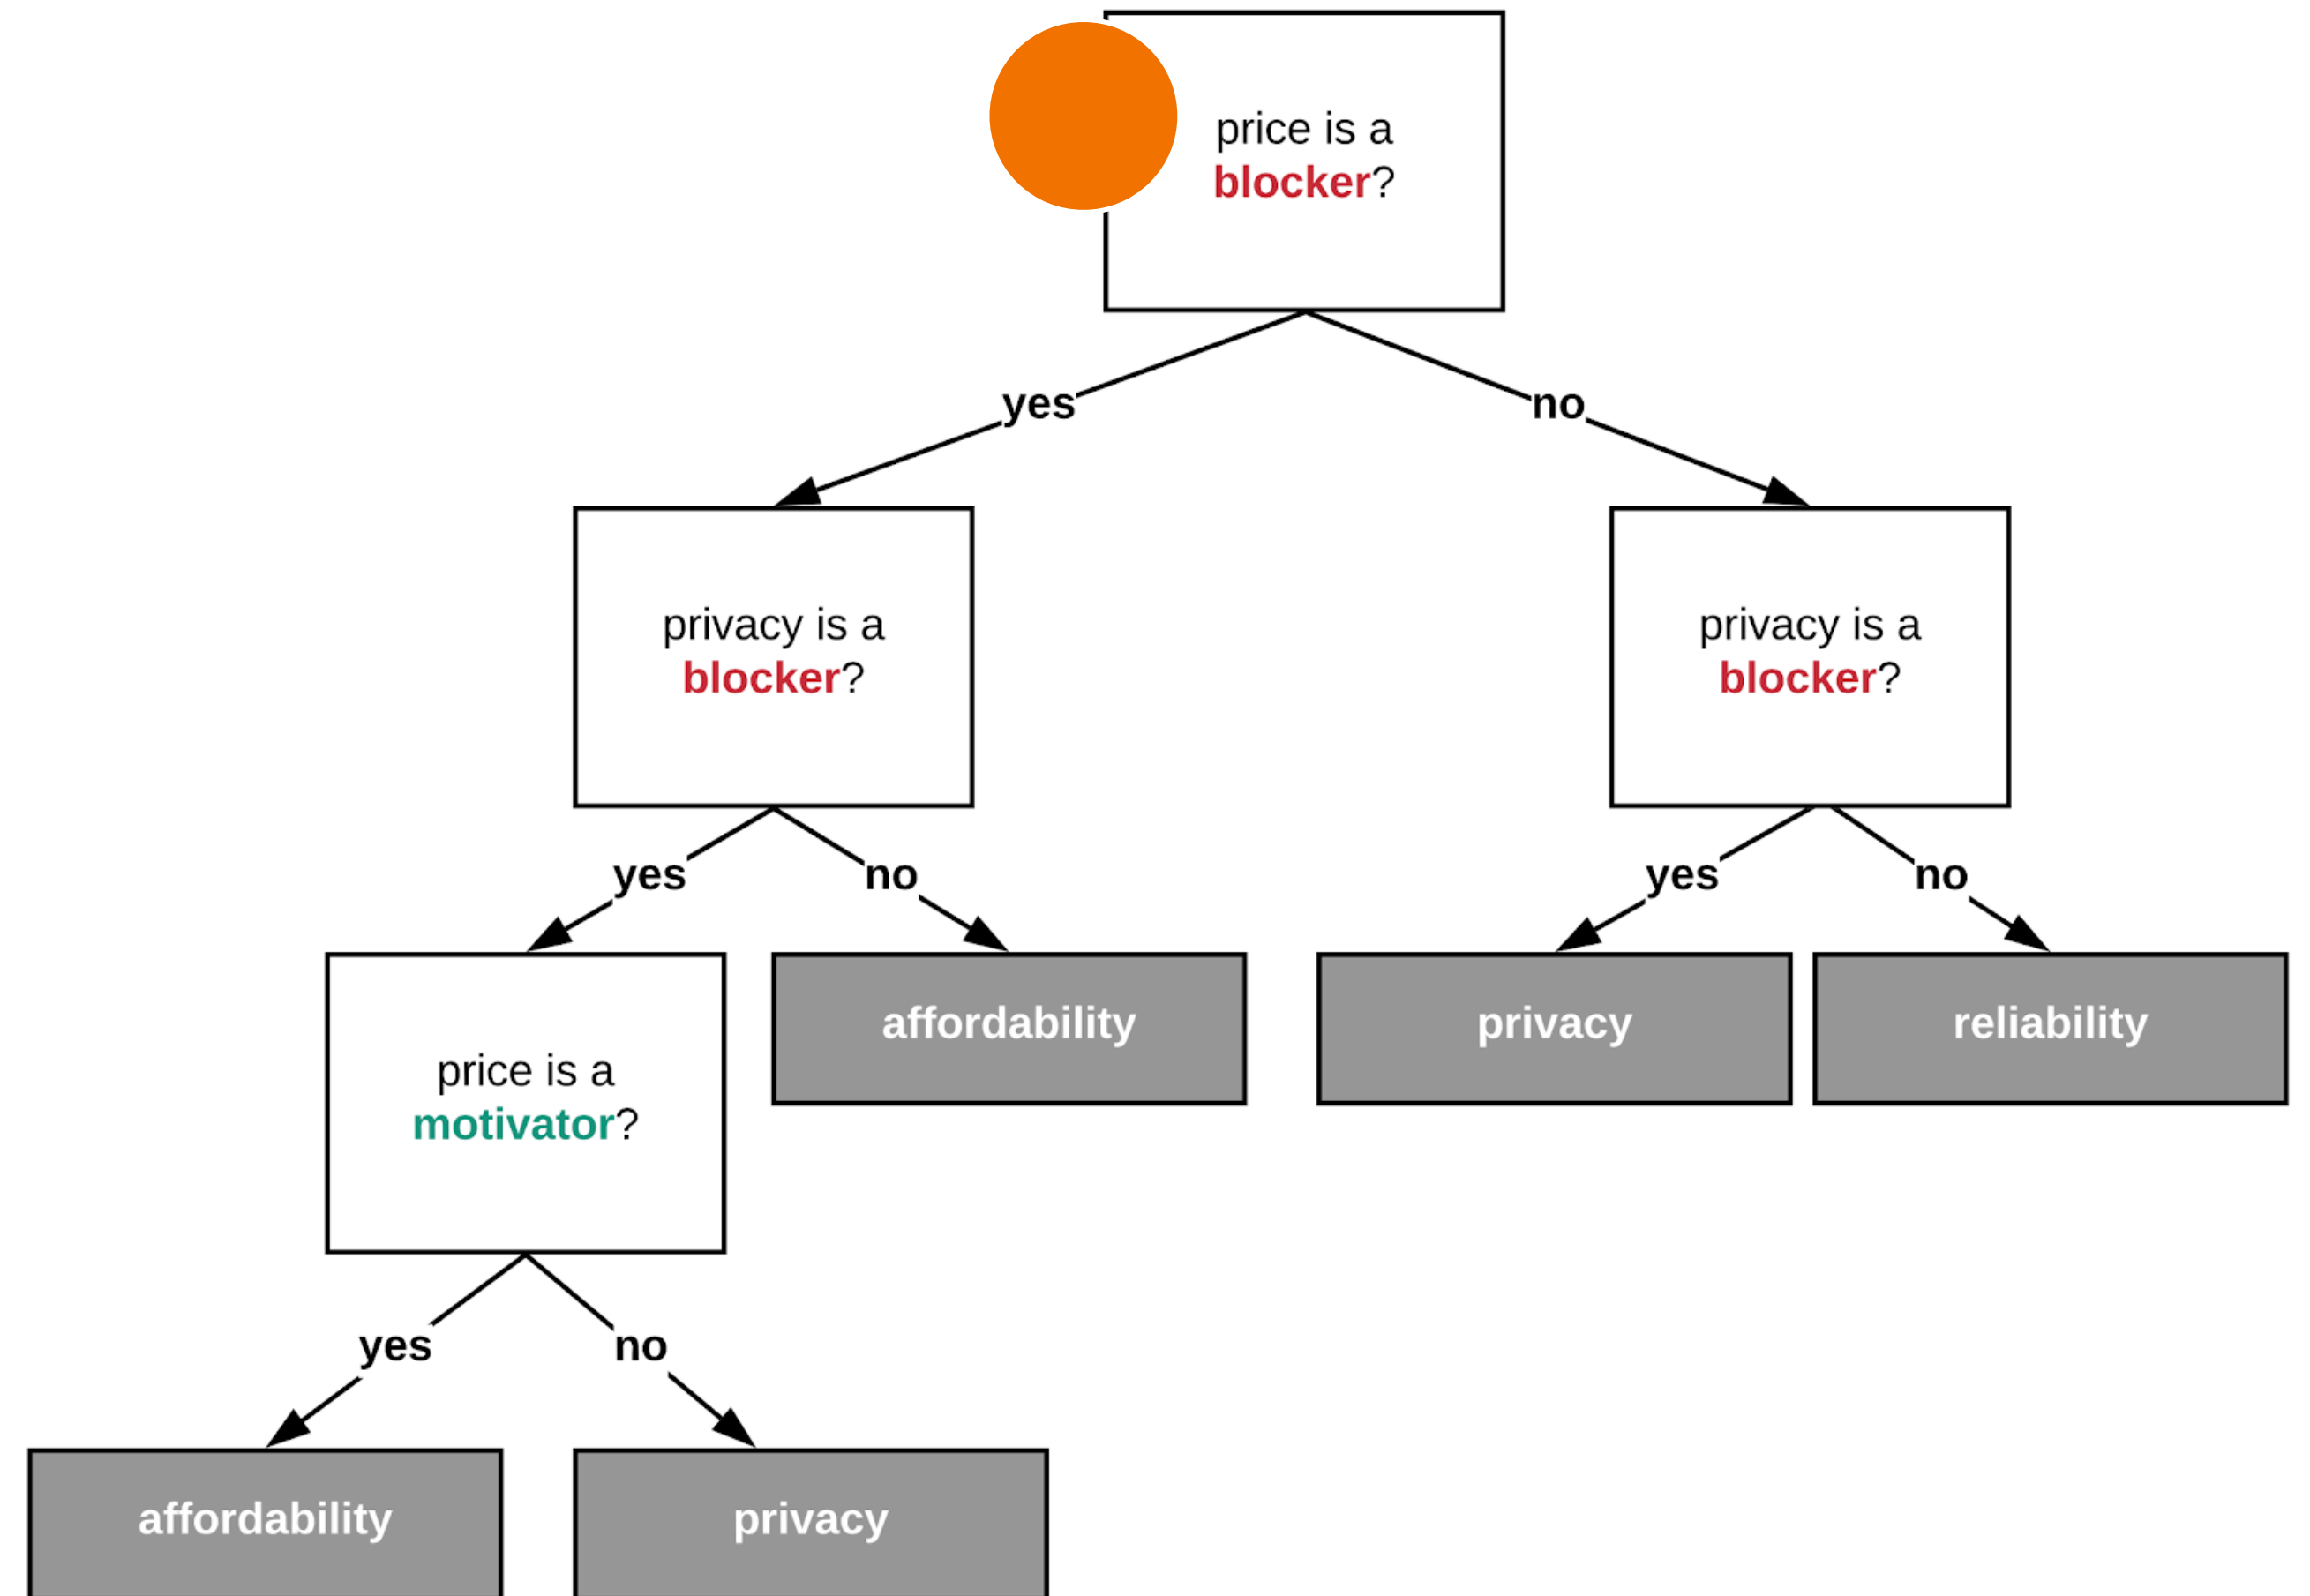 price is a
blocker?
yes
no
privacy is a
blocker?
privacy is a
blocker?
yes
no
yes
no
price is a
motivator?
affordability
privacy
reliability
yes
no
affordability
privacy